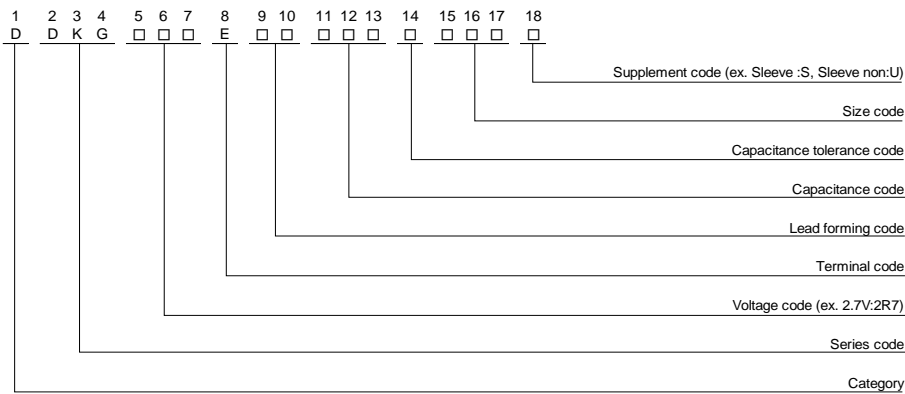 1 2 3 4 5 6 7 8 9 10 11 12 13 14 15 16 17 18
D D K G □ □ □ E □ □ □ □ □ □ □ □ □ □
Supplement code (ex. Sleeve :S, Sleeve non:U)
Size code
Capacitance tolerance code
Capacitance code
Lead forming code
Terminal code
Voltage code (ex. 2.7V:2R7)
Series code
Category